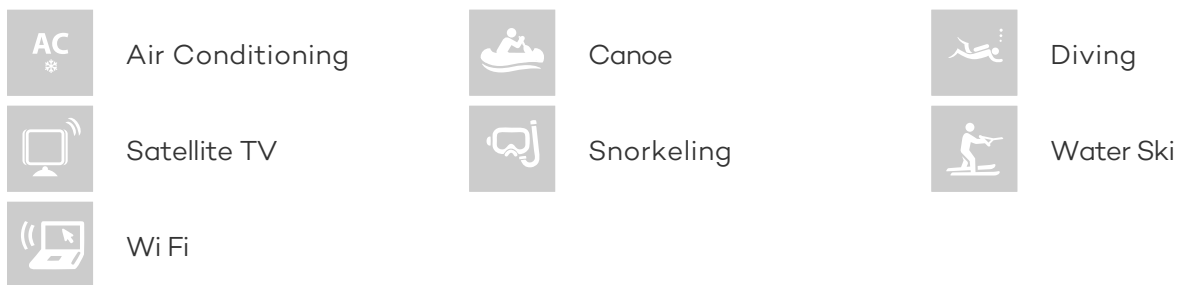 AC
Air Conditioning
Canoe
Diving
Satellite TV
Snorkeling
Water Ski
Wi Fi